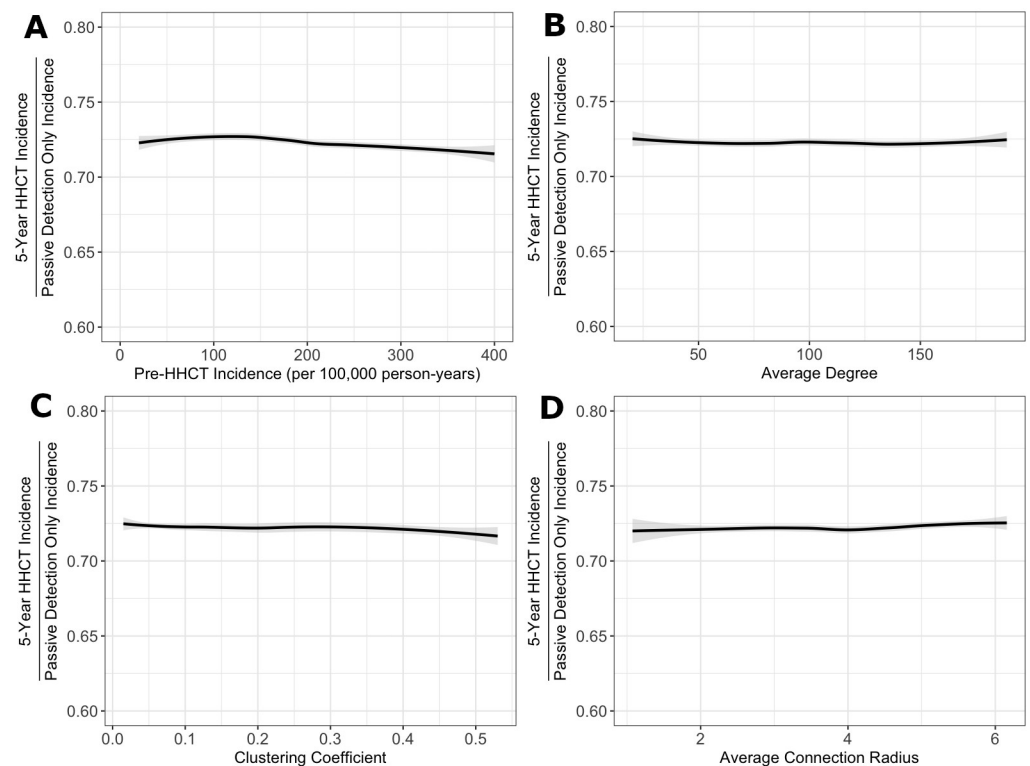 A
5-Year HHCT Incidence
Passive Detection Only Incidence
0.80
0.75
0.70
0.65
0.60
0
100
200
300
400
Pre-HHCT Incidence (per 100,000 person-years)
B
5-Year HHCT Incidence
Passive Detection Only Incidence
0.80
0.75
0.70
0.65
0.60
50
100
150
Average Degree
C
5-Year HHCT Incidence
Passive Detection Only Incidence
0.80
0.75
0.70
0.65
0.60
0.0
0.1
0.2
0.3
0.4
0.5
Clustering Coefficient
D
5-Year HHCT Incidence
Passive Detection Only Incidence
0.80
0.75
0.70
0.65
0.60
2
4
6
Average Connection Radius